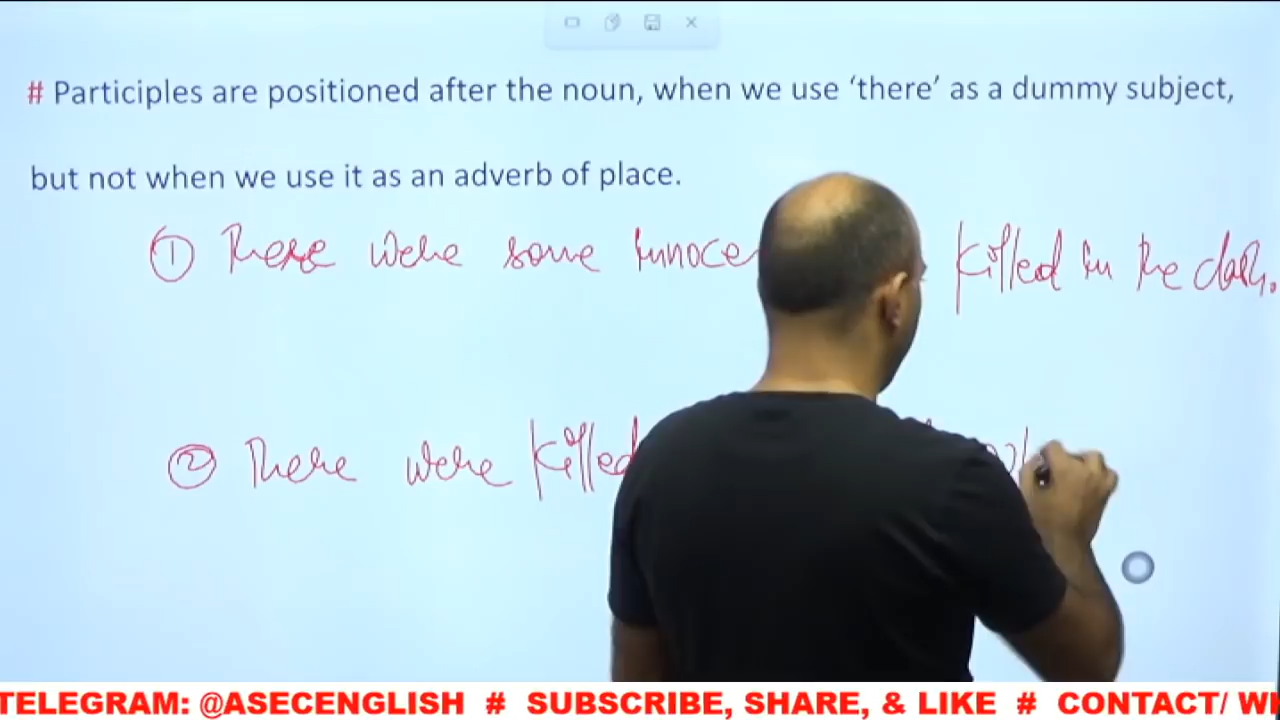 # Participles are positioned after the noun, when we use ‘there’ as a dummy subject,
but not when we use it as an adverb of place.
① There were some innoce killed in the dark.
② There were killed
TELEGRAM: @ASECENGLISH # SUBSCRIBE, SHARE, & LIKE # CONTACT/ WI